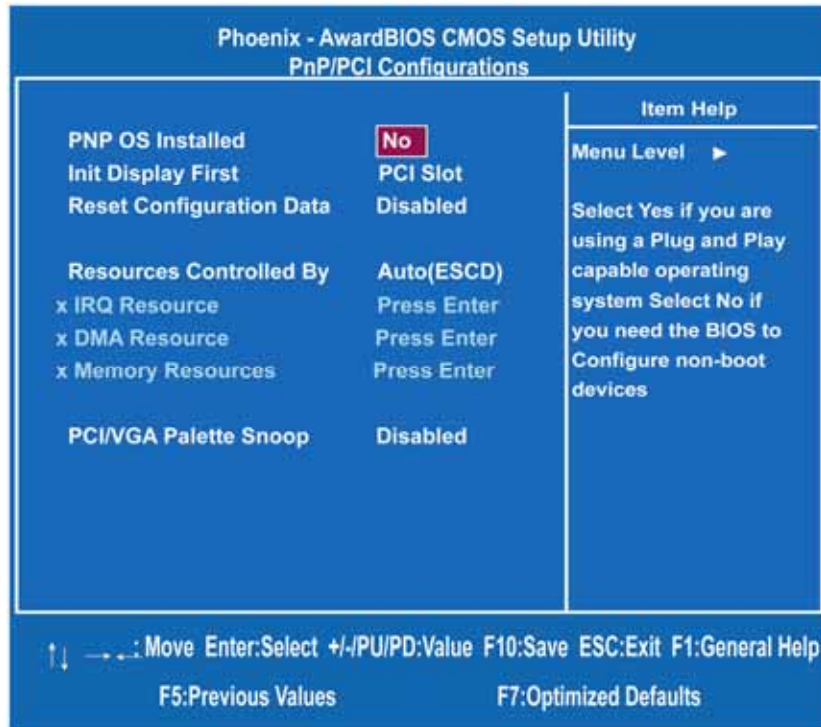 Phoenix - AwardBIOS CMOS Setup Utility
PnP/PCI Configurations
PNP OS Installed No
Init Display First PCI Slot
Reset Configuration Data Disabled
Resources Controlled By Auto(ESCD)
x IRQ Resource Press Enter
x DMA Resource Press Enter
x Memory Resources Press Enter
PCI/VGA Palette Snoop Disabled
Item Help
Menu Level ►
Select Yes if you are
using a Plug and Play
capable operating
system Select No if
you need the BIOS to
Configure non-boot
devices
↑↓ →←: Move Enter:Select +/-/PU/PD:Value F10:Save ESC:Exit F1:General Help
F5:Previous Values F7:Optimized Defaults